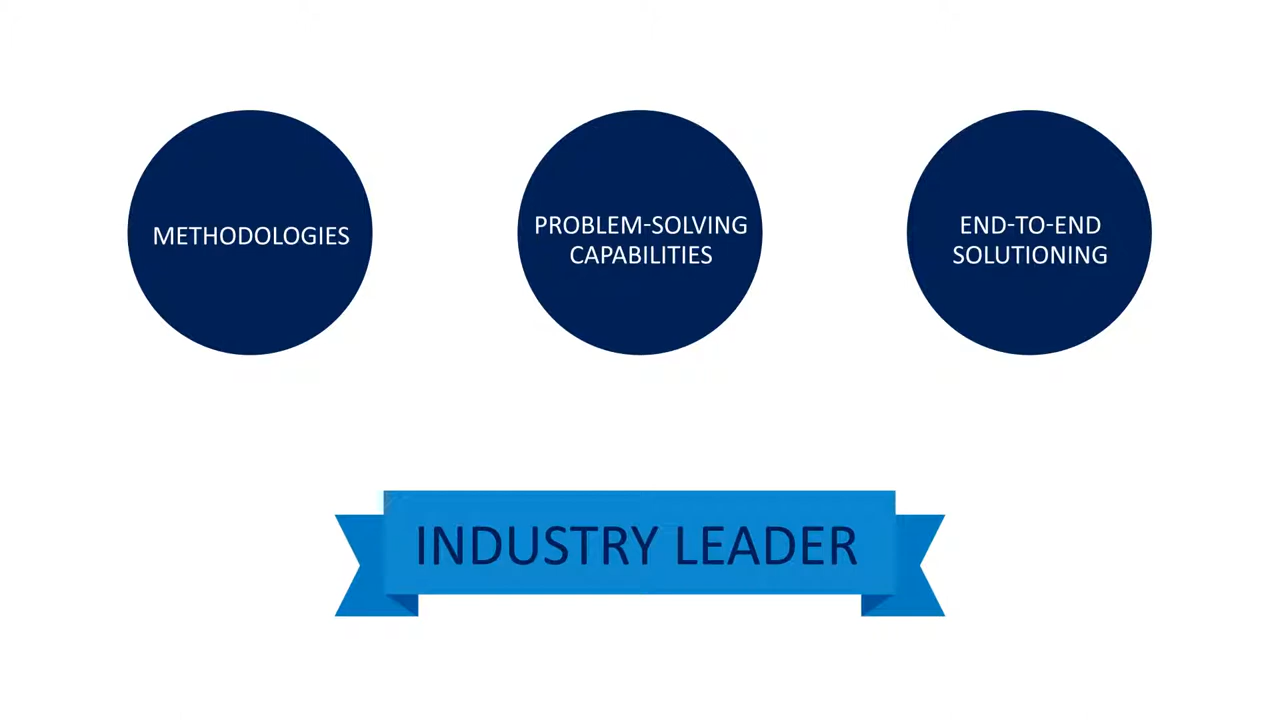 METHODOLOGIES
PROBLEM-SOLVING
CAPABILITIES
END-TO-END
SOLUTIONING
INDUSTRY LEADER